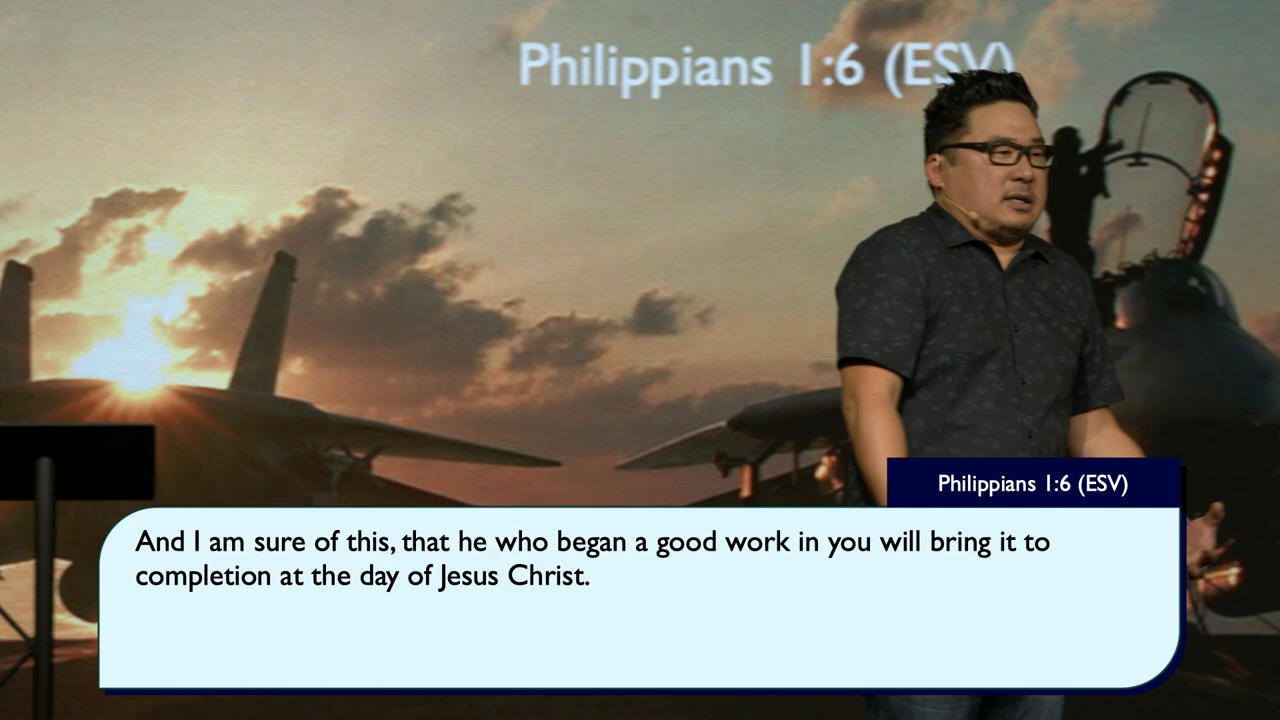 Philippians 1:6 (ESV)
Philippians 1:6 (ESV)
And I am sure of this, that he who began a good work in you will bring it to
completion at the day of Jesus Christ.